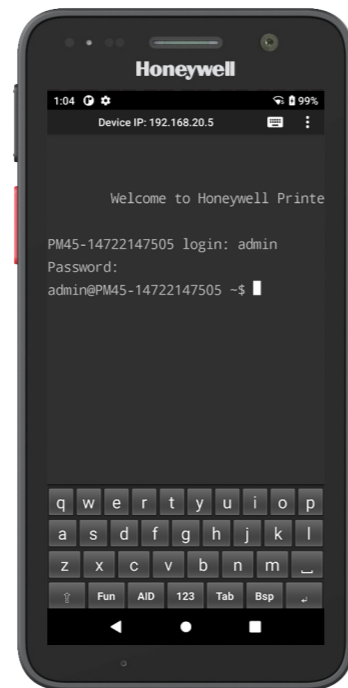 Honeywell
1:04 99%
Device IP: 192.168.20.5
Welcome to Honeywell Printe
PM45-14722147505 login: admin
Password:
admin@PM45-14722147505 ~$
q w e r t y u i o p
a s d f g h j k l
z x c v b n m
Fun AID 123 Tab Bsp